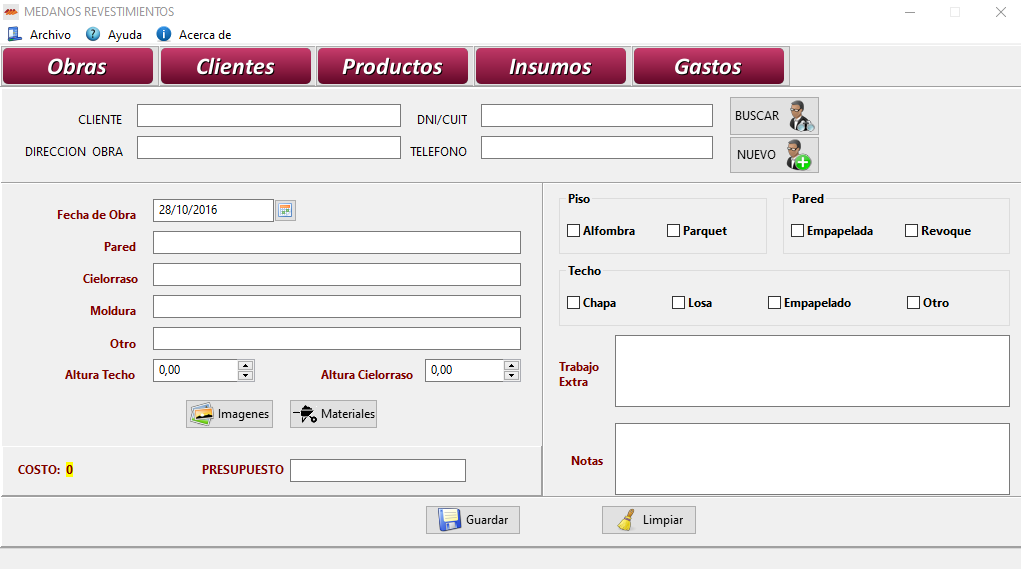 MEDANOS REVESTIMIENTOS
Archivo Ayuda Acerca de
Obras Clientes Productos Insumos Gastos
CLIENTE DNI/CUIT BUSCAR
DIRECCION OBRA TELEFONO NUEVO
Fecha de Obra 28/10/2016
Pared
Cielorraso
Moldura
Otro
Altura Techo 0,00 Altura Cielorraso 0,00
Imagenes Materiales
COSTO: 0 PRESUPUESTO
Piso
Alfombra Parquet
Pared
Empapelada Revoque
Techo
Chapa Losa Empapelado Otro
Trabajo
Extra
Notas
Guardar Limpiar